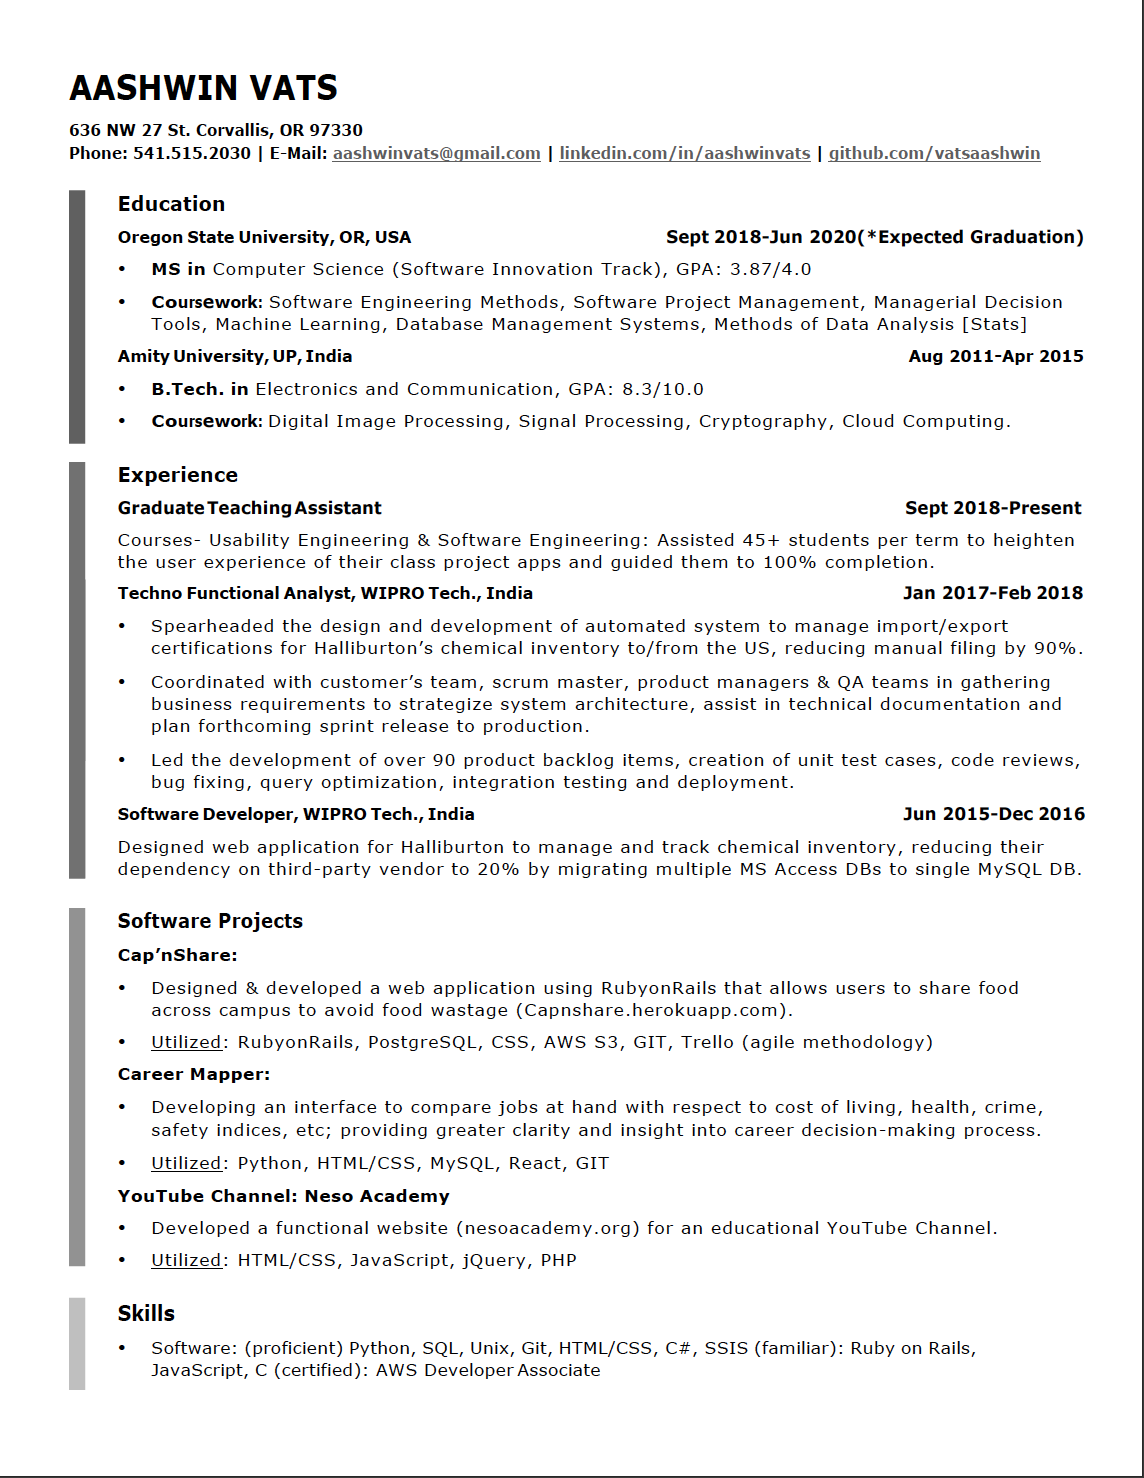 AASHWIN VATS
636 NW 27 St. Corvallis, OR 97330
Phone: 541.515.2030 | E-Mail: aashwinvats@gmail.com | linkedin.com/in/aashwinvats | github.com/vatsaashwin
Education
Oregon State University, OR, USA Sept 2018-Jun 2020(*Expected Graduation)
• MS in Computer Science (Software Innovation Track), GPA: 3.87/4.0
• Coursework: Software Engineering Methods, Software Project Management, Managerial Decision
Tools, Machine Learning, Database Management Systems, Methods of Data Analysis [Stats]
Amity University, UP, India Aug 2011-Apr 2015
• B.Tech. in Electronics and Communication, GPA: 8.3/10.0
• Coursework: Digital Image Processing, Signal Processing, Cryptography, Cloud Computing.
Experience
Graduate Teaching Assistant Sept 2018-Present
Courses- Usability Engineering & Software Engineering: Assisted 45+ students per term to heighten
the user experience of their class project apps and guided them to 100% completion.
Techno Functional Analyst, WIPRO Tech., India Jan 2017-Feb 2018
• Spearheaded the design and development of automated system to manage import/export
certifications for Halliburton’s chemical inventory to/from the US, reducing manual filing by 90%.
• Coordinated with customer’s team, scrum master, product managers & QA teams in gathering
business requirements to strategize system architecture, assist in technical documentation and
plan forthcoming sprint release to production.
• Led the development of over 90 product backlog items, creation of unit test cases, code reviews,
bug fixing, query optimization, integration testing and deployment.
Software Developer, WIPRO Tech., India Jun 2015-Dec 2016
Designed web application for Halliburton to manage and track chemical inventory, reducing their
dependency on third-party vendor to 20% by migrating multiple MS Access DBs to single MySQL DB.
Software Projects
Cap’nShare:
• Designed & developed a web application using RubyonRails that allows users to share food
across campus to avoid food wastage (Capnshare.herokuapp.com).
• Utilized: RubyonRails, PostgreSQL, CSS, AWS S3, GIT, Trello (agile methodology)
Career Mapper:
• Developing an interface to compare jobs at hand with respect to cost of living, health, crime,
safety indices, etc; providing greater clarity and insight into career decision-making process.
• Utilized: Python, HTML/CSS, MySQL, React, GIT
YouTube Channel: Neso Academy
• Developed a functional website (nesoacademy.org) for an educational YouTube Channel.
• Utilized: HTML/CSS, JavaScript, jQuery, PHP
Skills
• Software: (proficient) Python, SQL, Unix, Git, HTML/CSS, C#, SSIS (familiar): Ruby on Rails,
JavaScript, C (certified): AWS Developer Associate